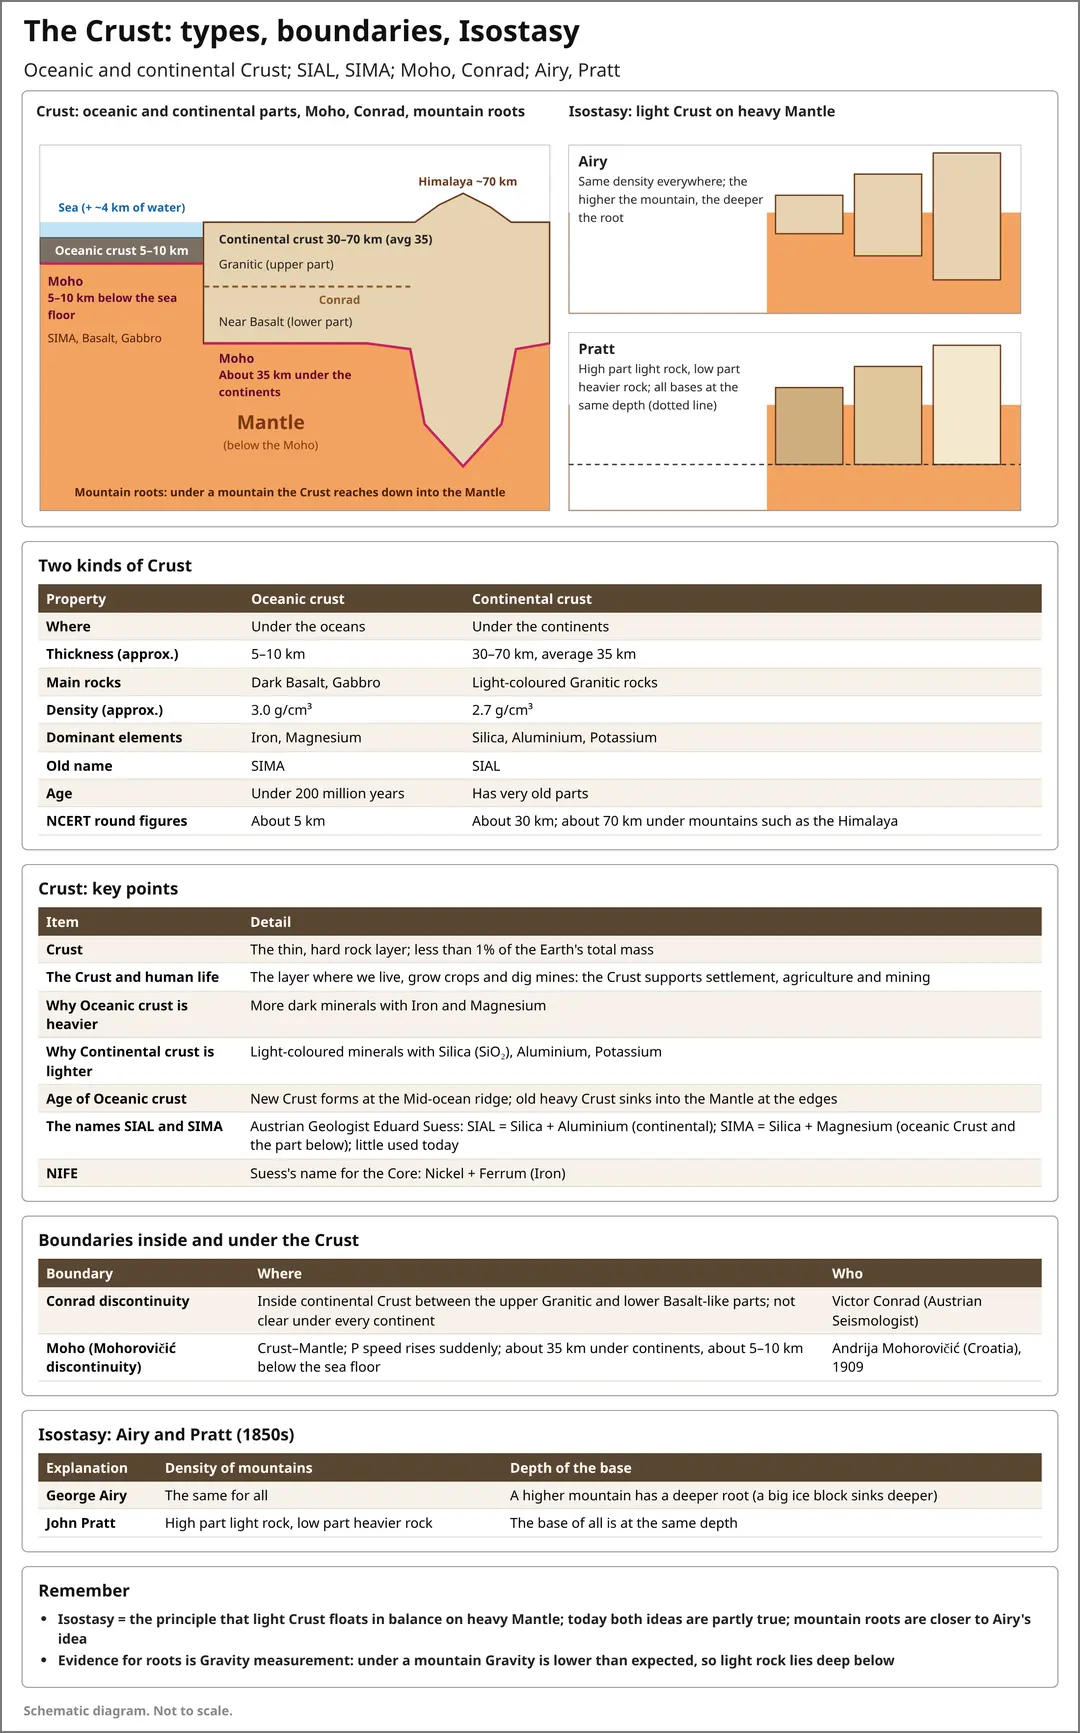 The Crust: types, boundaries, Isostasy
Oceanic and continental Crust; SIAL, SIMA; Moho, Conrad; Airy, Pratt
Crust: oceanic and continental parts, Moho, Conrad, mountain roots
Himalaya ~70 km
Sea (+ ~4 km of water)
Oceanic crust 5–10 km
Continental crust 30–70 km (avg 35)
Granitic (upper part)
Conrad
Near Basalt (lower part)
Moho
5–10 km below the sea
floor
SIMA, Basalt, Gabbro
Moho
About 35 km under the
continents
Mantle
(below the Moho)
Mountain roots: under a mountain the Crust reaches down into the Mantle
Isostasy: light Crust on heavy Mantle
Airy
Same density everywhere; the
higher the mountain, the deeper
the root
Pratt
High part light rock, low part
heavier rock; all bases at the
same depth (dotted line)
Two kinds of Crust
Property Oceanic crust Continental crust
Where Under the oceans Under the continents
Thickness (approx.) 5–10 km 30–70 km, average 35 km
Main rocks Dark Basalt, Gabbro Light-coloured Granitic rocks
Density (approx.) 3.0 g/cm³ 2.7 g/cm³
Dominant elements Iron, Magnesium Silica, Aluminium, Potassium
Old name SIMA SIAL
Age Under 200 million years Has very old parts
NCERT round figures About 5 km About 30 km; about 70 km under mountains such as the Himalaya
Crust: key points
Item Detail
Crust The thin, hard rock layer; less than 1% of the Earth's total mass
The Crust and human life The layer where we live, grow crops and dig mines: the Crust supports settlement, agriculture and mining
Why Oceanic crust is More dark minerals with Iron and Magnesium
heavier
Why Continental crust is Light-coloured minerals with Silica (SiO₂), Aluminium, Potassium
lighter
Age of Oceanic crust New Crust forms at the Mid-ocean ridge; old heavy Crust sinks into the Mantle at the edges
The names SIAL and SIMA Austrian Geologist Eduard Suess: SIAL = Silica + Aluminium (continental); SIMA = Silica + Magnesium (oceanic Crust and
the part below); little used today
NIFE Suess's name for the Core: Nickel + Ferrum (Iron)
Boundaries inside and under the Crust
Boundary Where Who
Conrad discontinuity Inside continental Crust between the upper Granitic and lower Basalt-like parts; not Victor Conrad (Austrian
clear under every continent Seismologist)
Moho (Mohorovičić Crust–Mantle; P speed rises suddenly; about 35 km under continents, about 5–10 km Andrija Mohorovičić (Croatia),
discontinuity) below the sea floor 1909
Isostasy: Airy and Pratt (1850s)
Explanation Density of mountains Depth of the base
George Airy The same for all A higher mountain has a deeper root (a big ice block sinks deeper)
John Pratt High part light rock, low part heavier rock The base of all is at the same depth
Remember
• Isostasy = the principle that light Crust floats in balance on heavy Mantle; today both ideas are partly true; mountain roots are closer to Airy's
idea
• Evidence for roots is Gravity measurement: under a mountain Gravity is lower than expected, so light rock lies deep below
Schematic diagram. Not to scale.